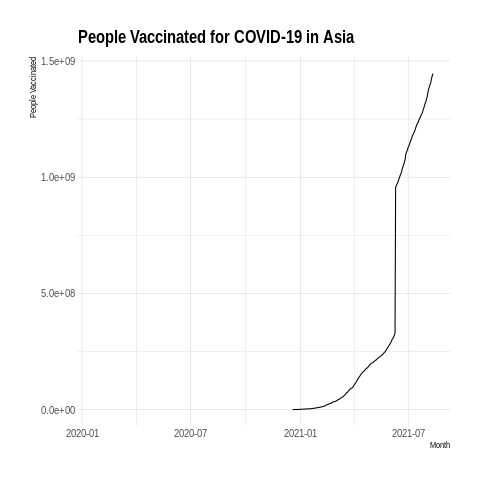 People Vaccinated for COVID-19 in Asia
People Vaccinated
1.5e+09
1.0e+09
5.0e+08
0.0e+00
2020-01 2020-07 2021-01 2021-07
Month